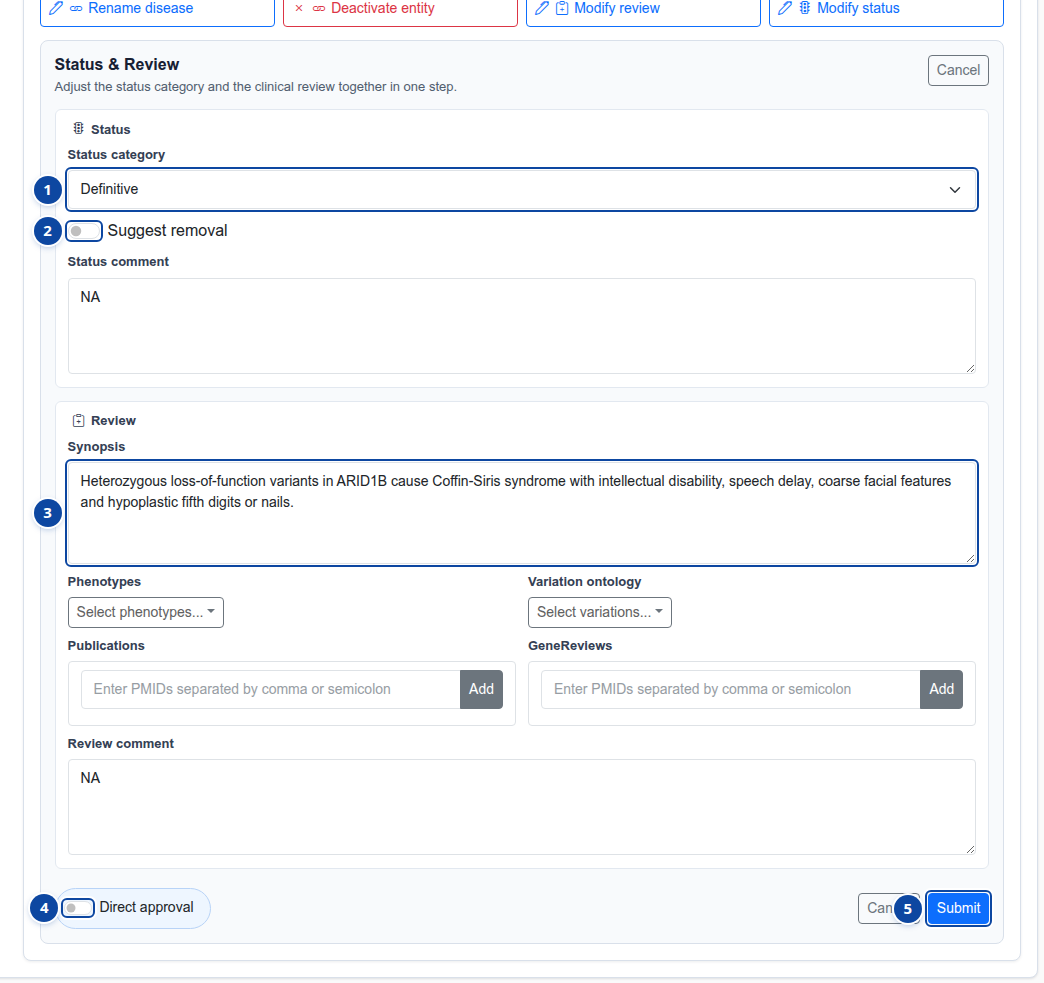 Rename disease
Deactivate entity
Modify review
Modify status
Status & Review
Cancel
Adjust the status category and the clinical review together in one step.
Status
Status category
1
Definitive
2
Suggest removal
Status comment
NA
Review
Synopsis
3
Heterozygous loss-of-function variants in ARID1B cause Coffin-Siris syndrome with intellectual disability, speech delay, coarse facial features
and hypoplastic fifth digits or nails.
Phenotypes
Variation ontology
Select phenotypes...
Select variations...
Publications
GeneReviews
Enter PMIDs separated by comma or semicolon
Add
Enter PMIDs separated by comma or semicolon
Add
Review comment
NA
4
Direct approval
5
Submit